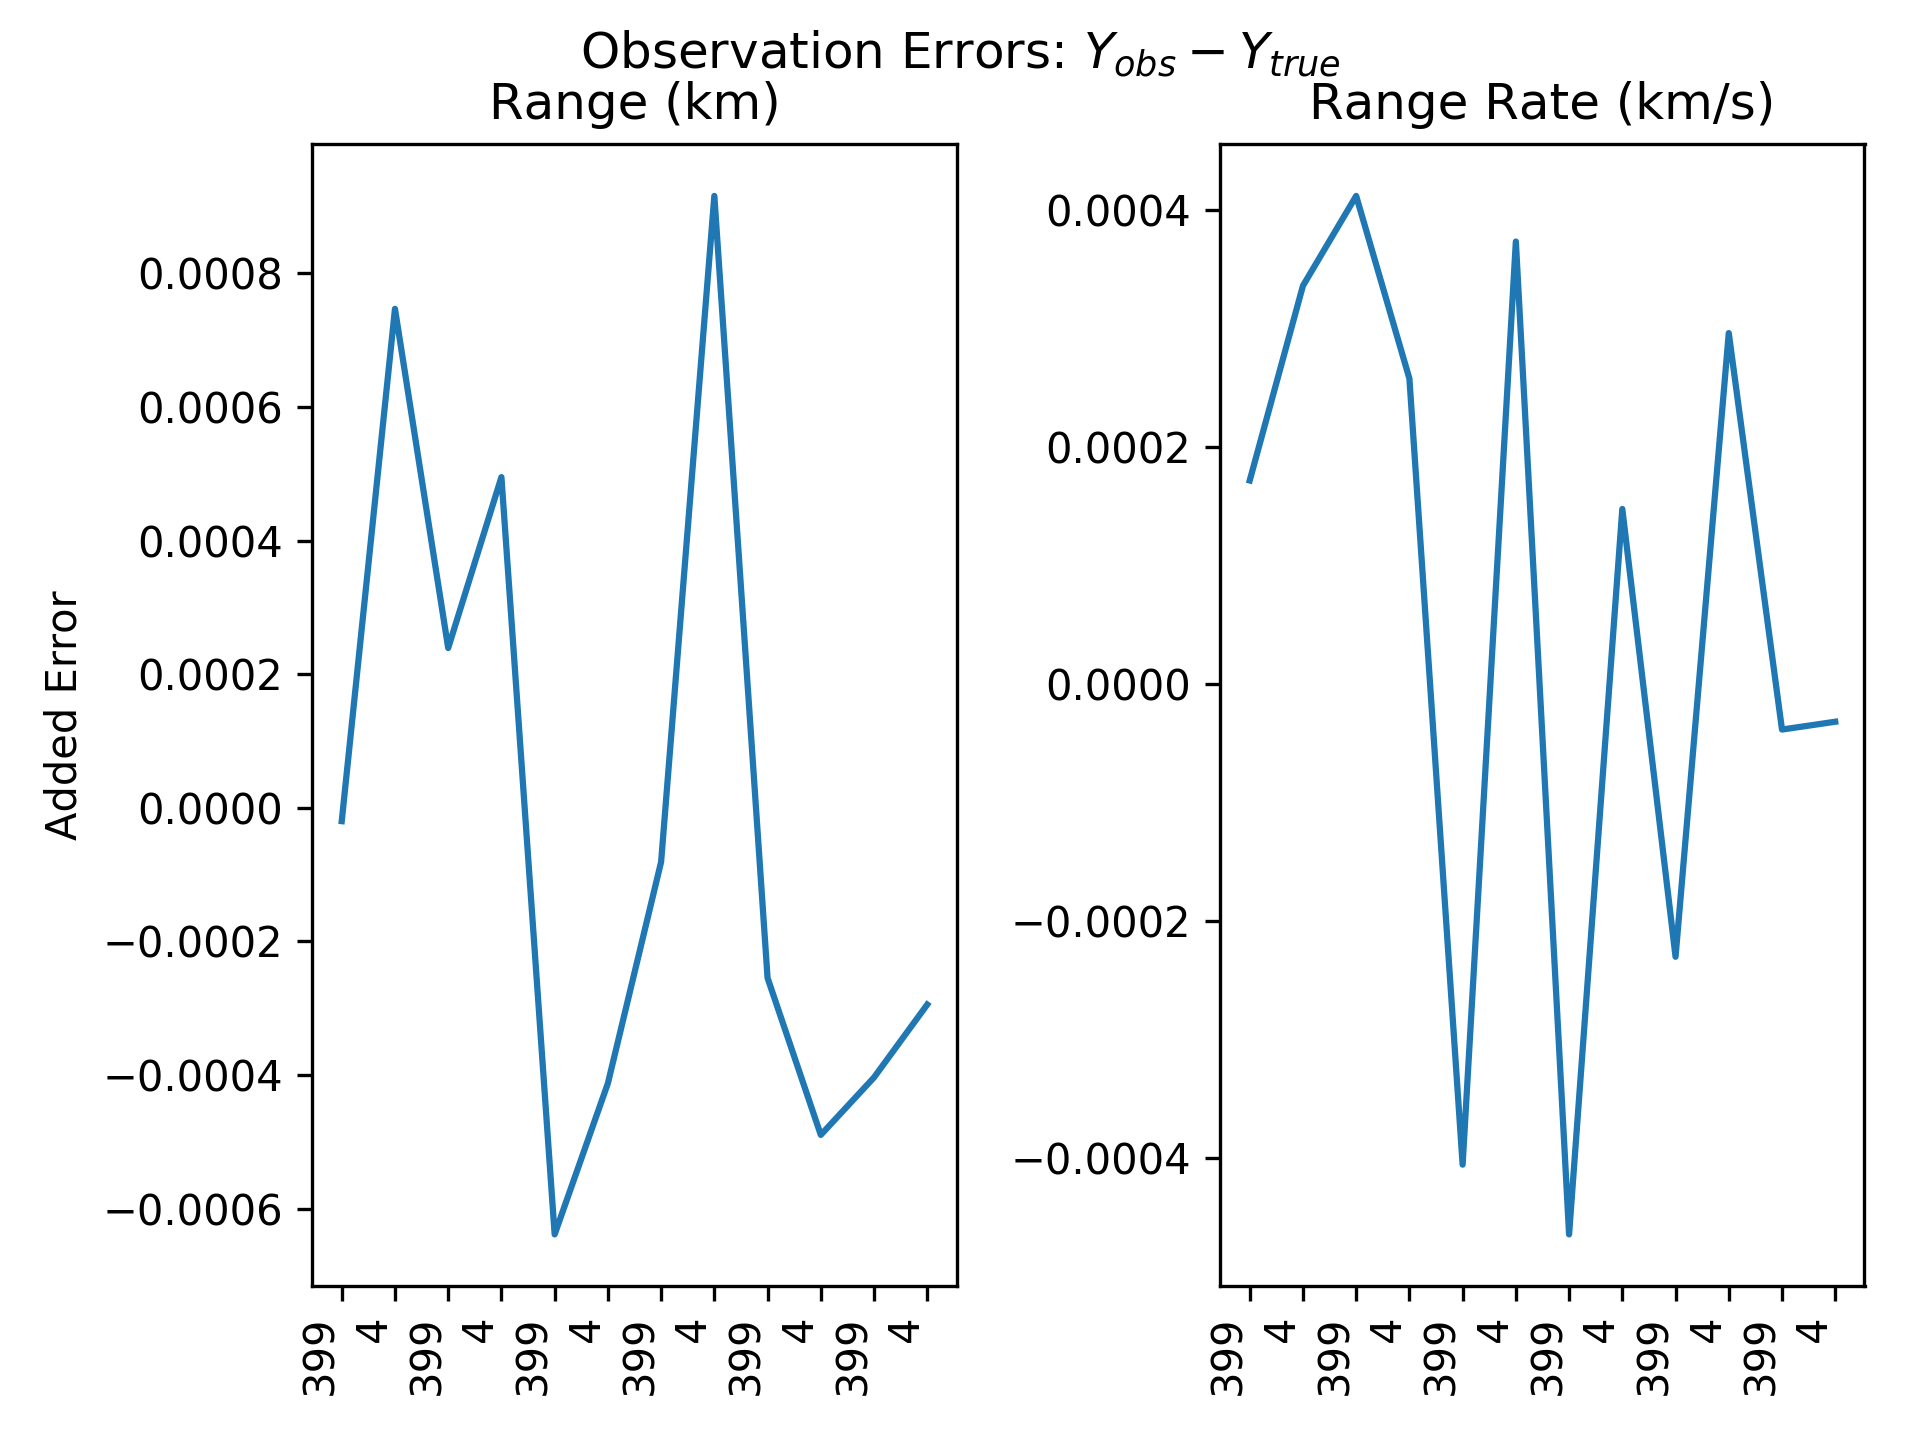 Observation Errors: Y_obs − Y_true
Range (km)
Range Rate (km/s)
Added Error
0.0008
0.0006
0.0004
0.0002
0.0000
−0.0002
−0.0004
−0.0006
399 4 399 4 399 4 399 4 399 4 399 4
0.0004
0.0002
0.0000
−0.0002
−0.0004
399 4 399 4 399 4 399 4 399 4 399 4